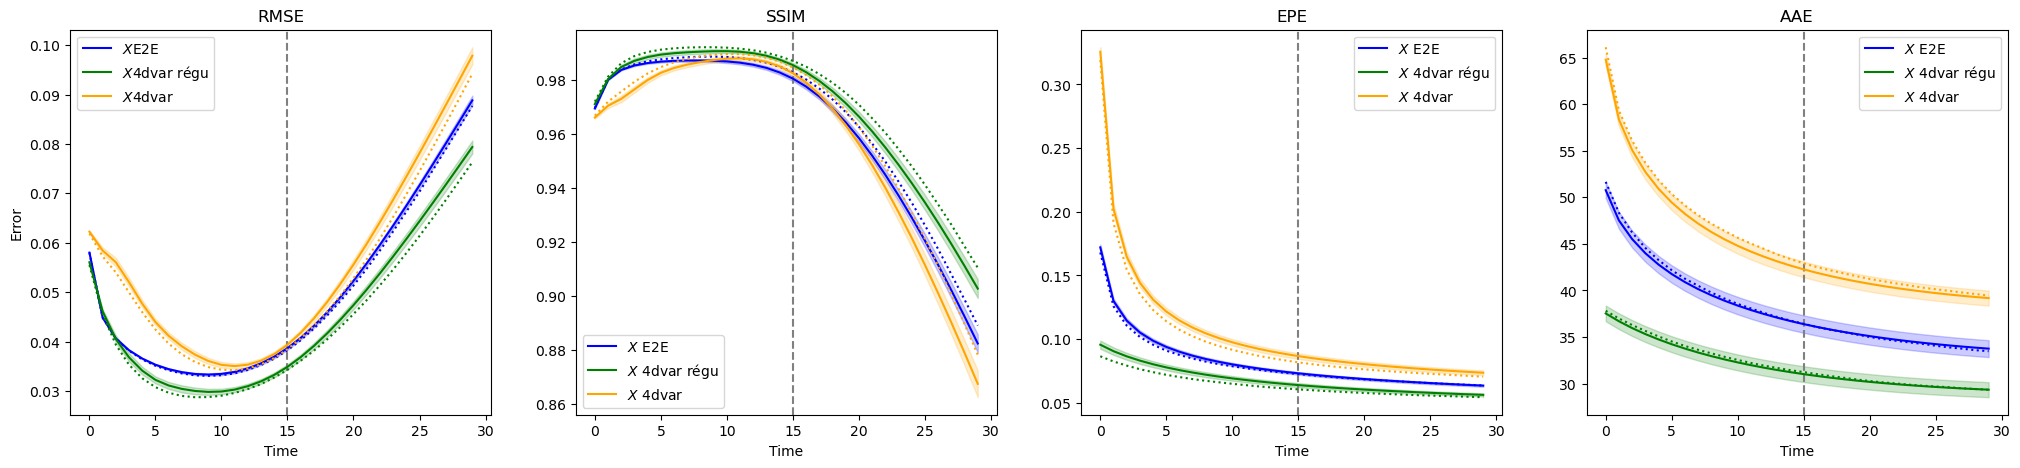 RMSE
0.10
0.09
0.08
0.07
0.06
0.05
0.04
0.03
Error
XE2E
X4dvar régu
X4dvar
0 5 10 15 20 25 30
Time
SSIM
0.98
0.96
0.94
0.92
0.90
0.88
0.86
X E2E
X 4dvar régu
X 4dvar
0 5 10 15 20 25 30
Time
EPE
0.30
0.25
0.20
0.15
0.10
0.05
X E2E
X 4dvar régu
X 4dvar
0 5 10 15 20 25 30
Time
AAE
65
60
55
50
45
40
35
30
X E2E
X 4dvar régu
X 4dvar
0 5 10 15 20 25 30
Time